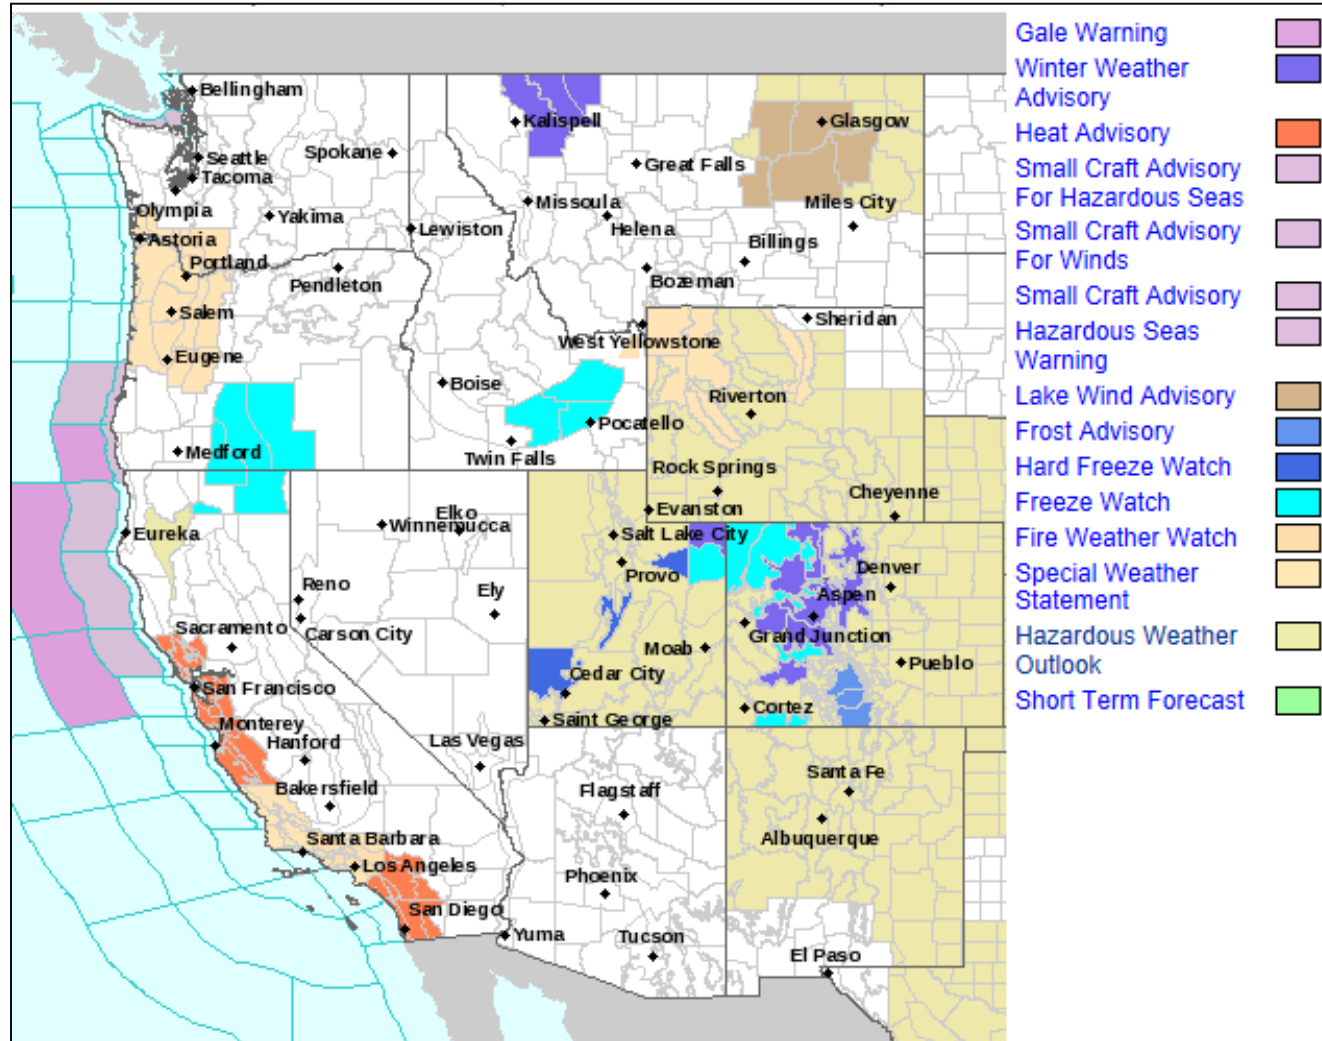 Bellingham
Kalispell
Glasgow
Seattle
Spokane
Great Falls
Tacoma
Olympia
Yakima
Missoula
Miles City
Astoria
Lewiston
Helena
Billings
Portland
Pendleton
Bozeman
Salem
Sheridan
Eugene
West Yellowstone
Boise
Riverton
Pocatello
Medford
Twin Falls
Rock Springs
Cheyenne
Evanston
Elko
Eureka
Winnemucca
Salt Lake City
Provo
Denver
Reno
Ely
Aspen
Sacramento
Carson City
Grand Junction
Moab
Pueblo
Cedar City
San Francisco
Cortez
Saint George
Monterey
Hanford
Las Vegas
Santa Fe
Bakersfield
Flagstaff
Santa Barbara
Albuquerque
Los Angeles
Phoenix
San Diego
Yuma
Tucson
El Paso
Gale Warning
Winter Weather
Advisory
Heat Advisory
Small Craft Advisory
For Hazardous Seas
Small Craft Advisory
For Winds
Small Craft Advisory
Hazardous Seas
Warning
Lake Wind Advisory
Frost Advisory
Hard Freeze Watch
Freeze Watch
Fire Weather Watch
Special Weather
Statement
Hazardous Weather
Outlook
Short Term Forecast